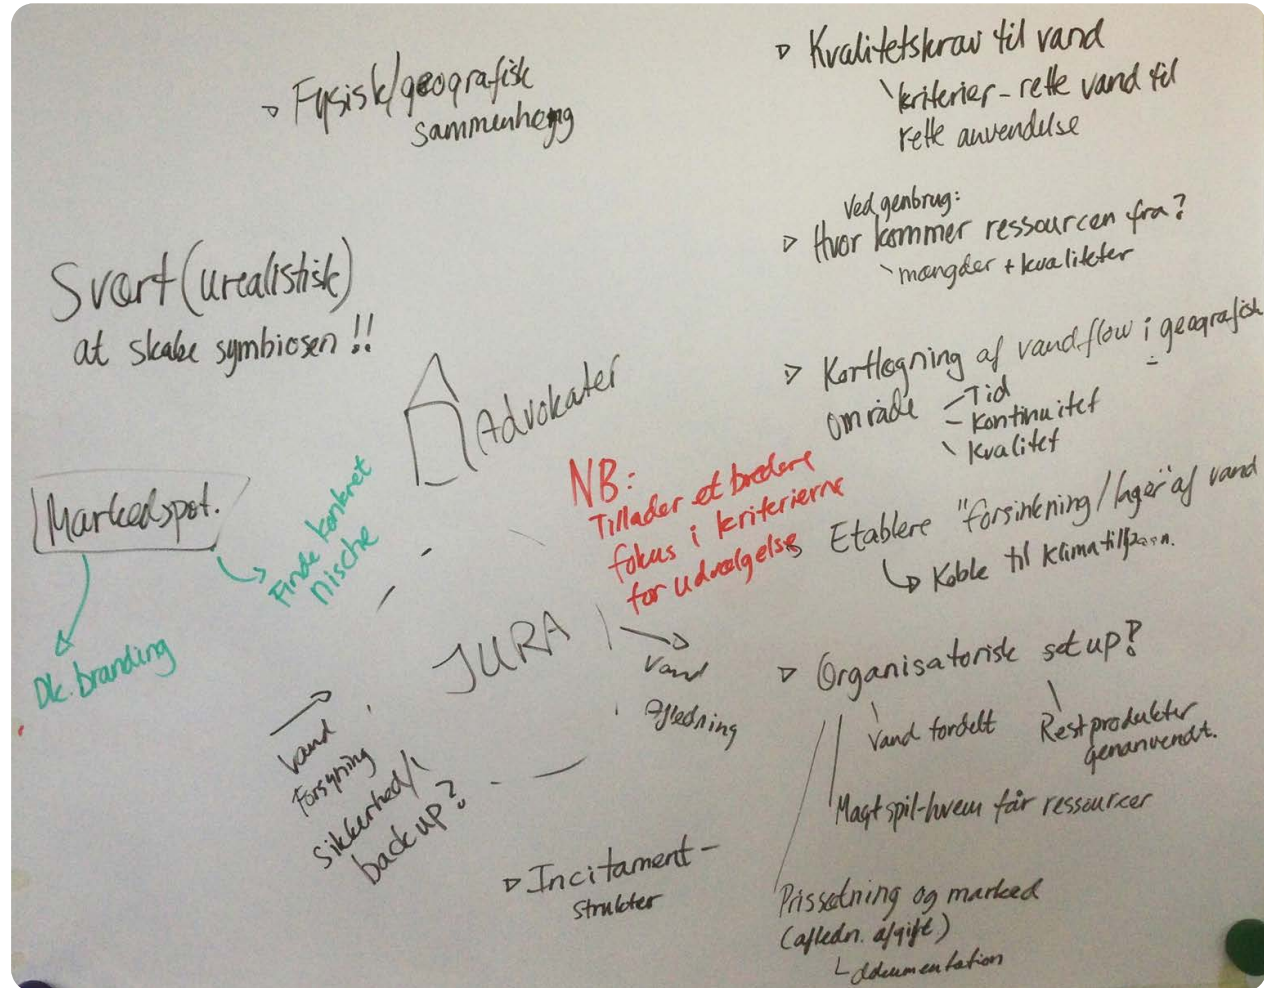 Fysisk/geografisk
sammenhæng
Svært (urealistisk)
at skabe symbiosen !!
Advokater
Markedspot.
Finde konkret
nische
Dk. branding
NB:
Tillader et bredere
fokus i kriterierne
for udvælgelse
JURA
Vand
Afledning
Vand
Forsyning
sikkerhed/
back up?
Incitament-
strukter
Kvalitetskrav til vand
kriterier - rette vand til
rette anvendelse
Ved genbrug:
Hvor kommer ressourcen fra?
mængder + kvaliteter
Kortlægning af vandflow i geografisk
område - Tid
- kontinuitet
kvalitet
Etablere "forsinkning/lager" af vand
Koble til klimatilpasn.
Organisatorisk set up?
Vand fordelt
Restprodukter
genanvendt.
Magtspil-hvem får ressourcer
Prissætning og marked
(afledn. afgift)
dokumentation